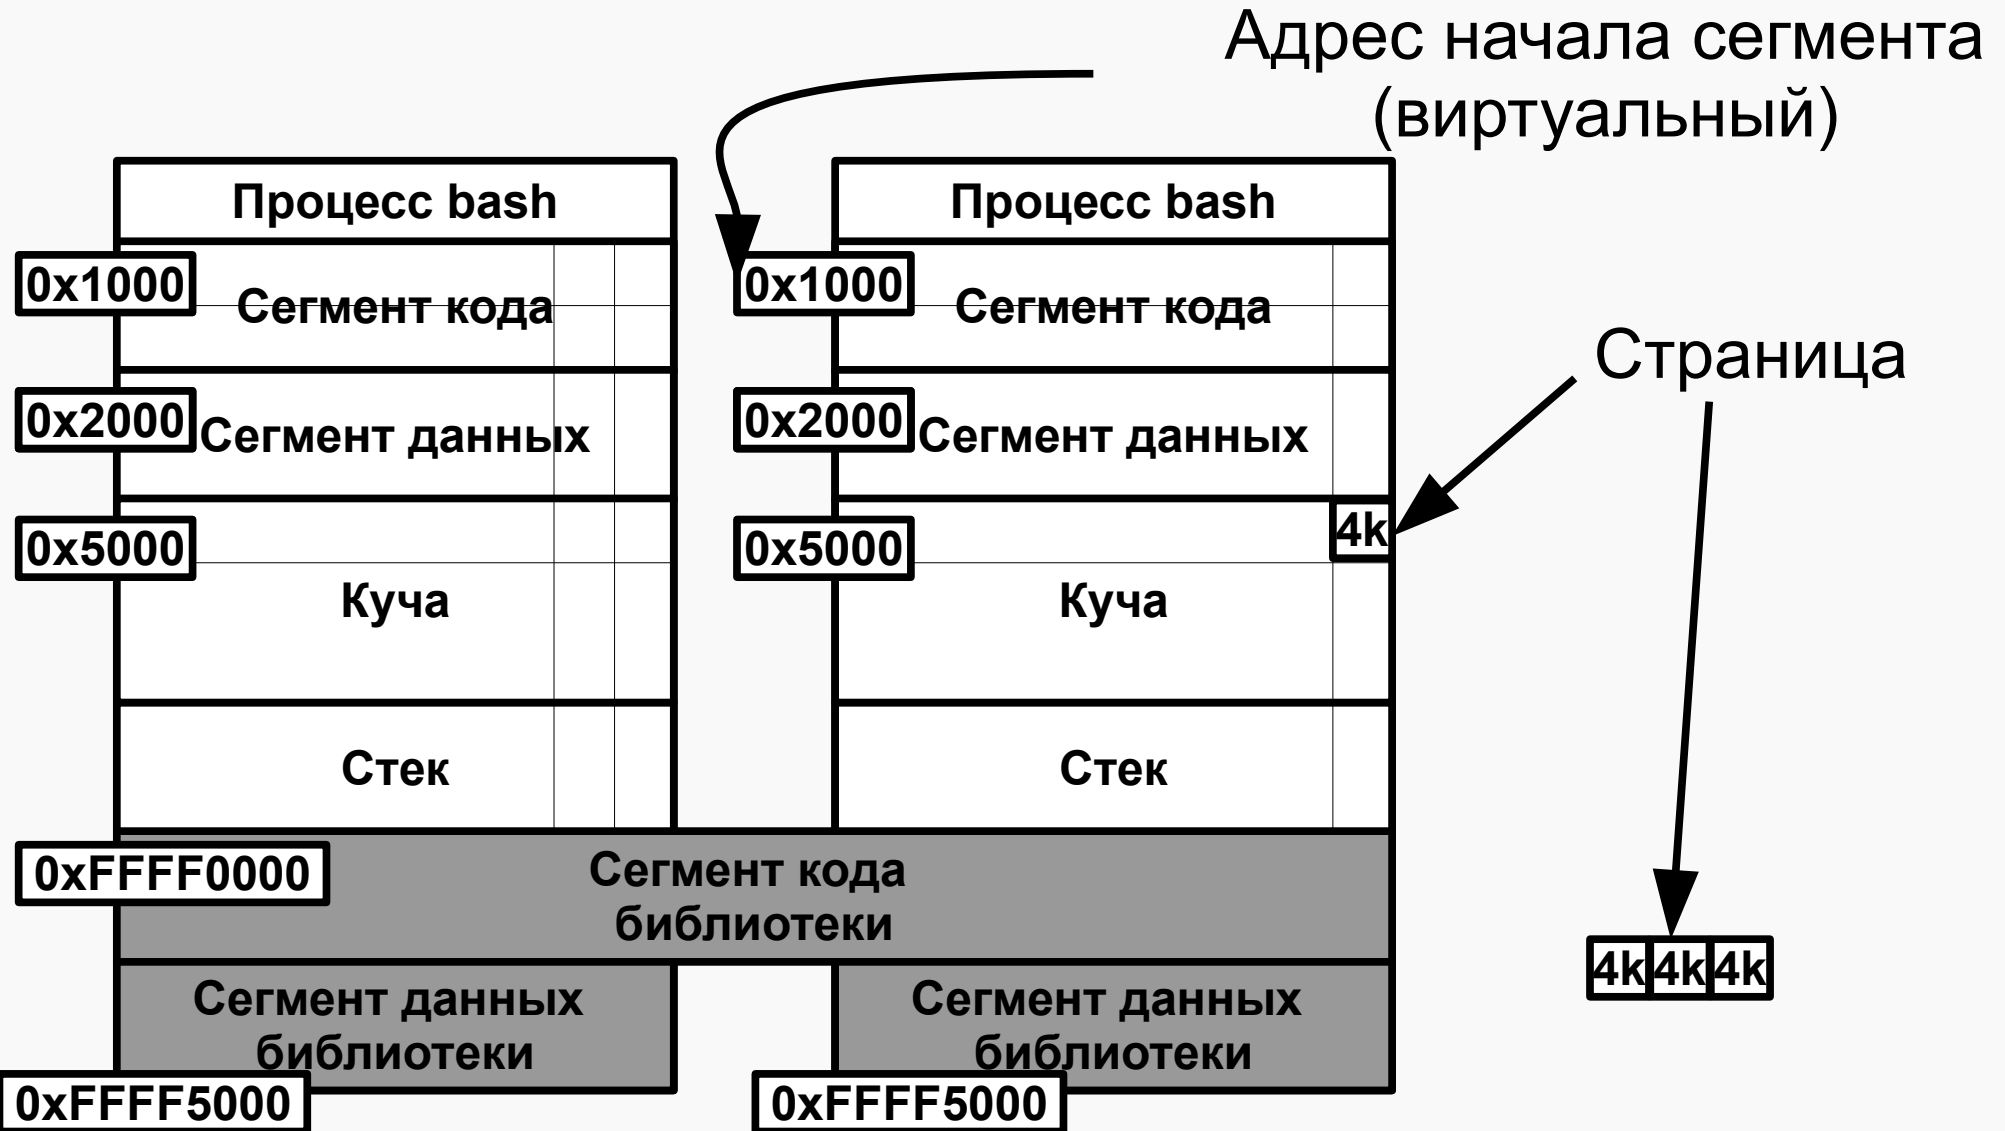 Адрес начала сегмента
(виртуальный)
Процесс bash
Процесс bash
0x1000
Сегмент кода
0x1000
Сегмент кода
Страница
0x2000
Сегмент данных
0x2000
Сегмент данных
0x5000
0x5000
4k
Куча
Куча
Стек
Стек
0xFFFF0000
Сегмент кода
библиотеки
4k 4k 4k
Сегмент данных
библиотеки
Сегмент данных
библиотеки
0xFFFF5000
0xFFFF5000